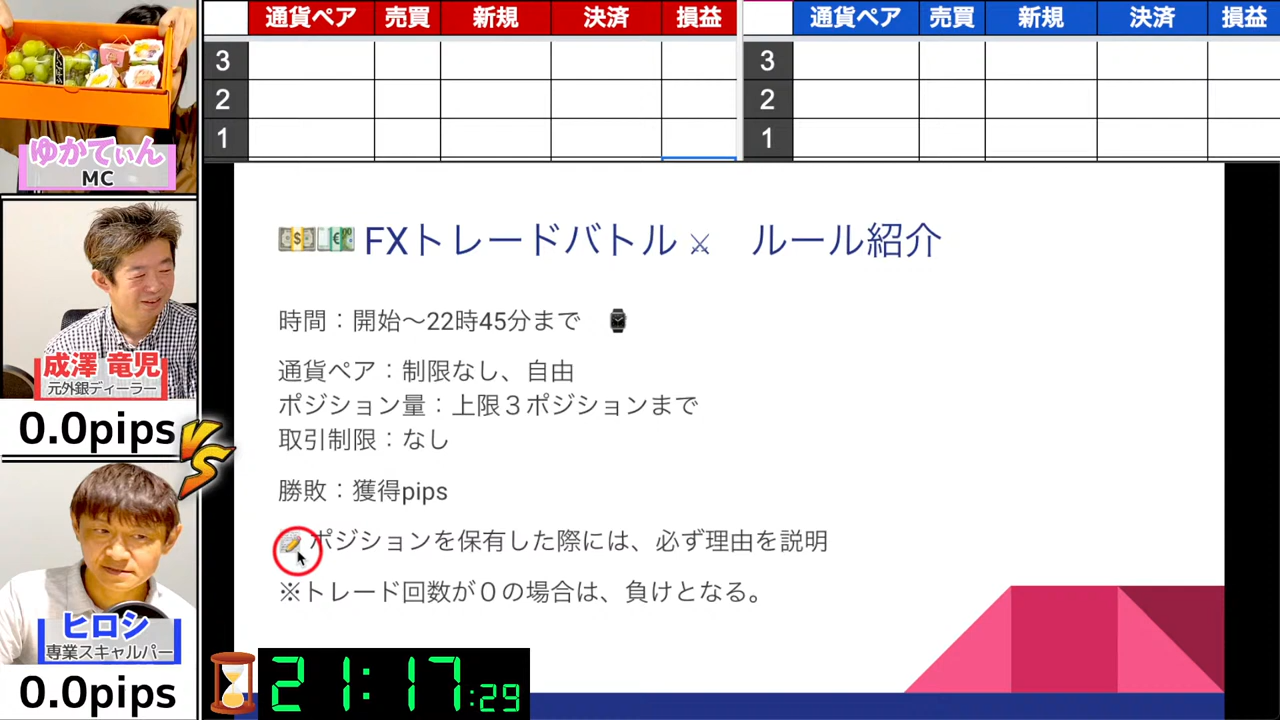 通貨ペア 売買 新規 決済 損益
3
2
1
通貨ペア 売買 新規 決済 損益
3
2
1
ゆかてぃん
MC
成澤 竜児
元外銀ディーラー
0.0pips
VS
ヒロシ
専業スキャルパー
0.0pips
FXトレードバトル⚔ ルール紹介
時間：開始〜22時45分まで
通貨ペア：制限なし、自由
ポジション量：上限３ポジションまで
取引制限：なし
勝敗：獲得pips
ポジションを保有した際には、必ず理由を説明
※トレード回数が０の場合は、負けとなる。
21:17:29